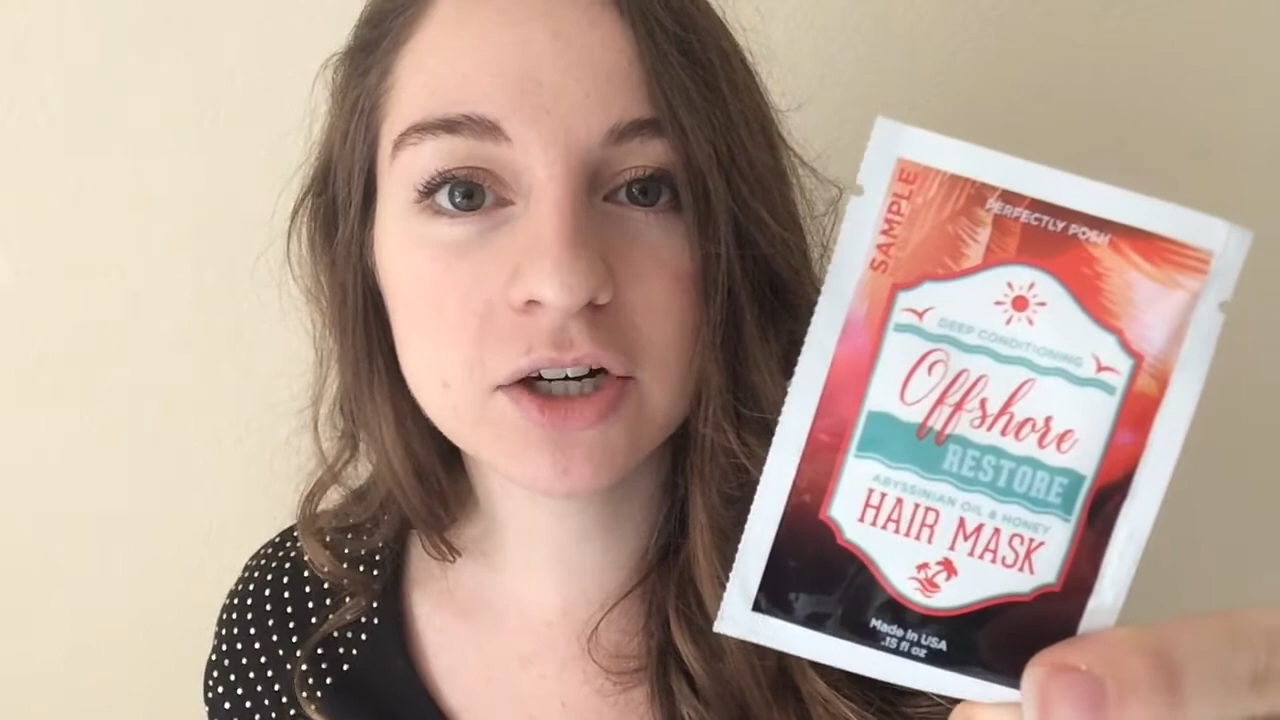 SAMPLE
PERFECTLY POSH
DEEP CONDITIONING
Offshore
RESTORE
ABYSSINIAN OIL & HONEY
HAIR MASK
Made in USA
.15 fl oz